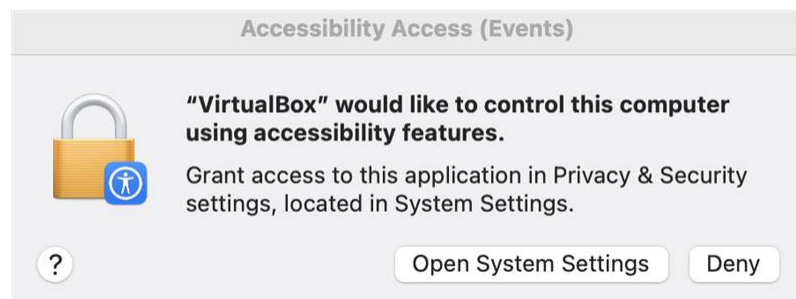 Accessibility Access (Events)
“VirtualBox” would like to control this computer
using accessibility features.
Grant access to this application in Privacy & Security
settings, located in System Settings.
?
Open System Settings
Deny